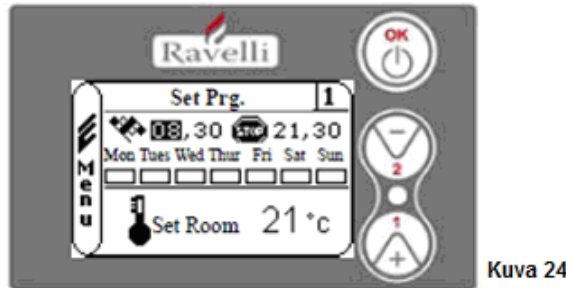 Ravelli
OK
Set Prg. 1
08,30 STOP 21,30
Mon Tues Wed Thur Fri Sat Sun
Menu
Set Room 21°c
-
2
1
+
Kuva 24